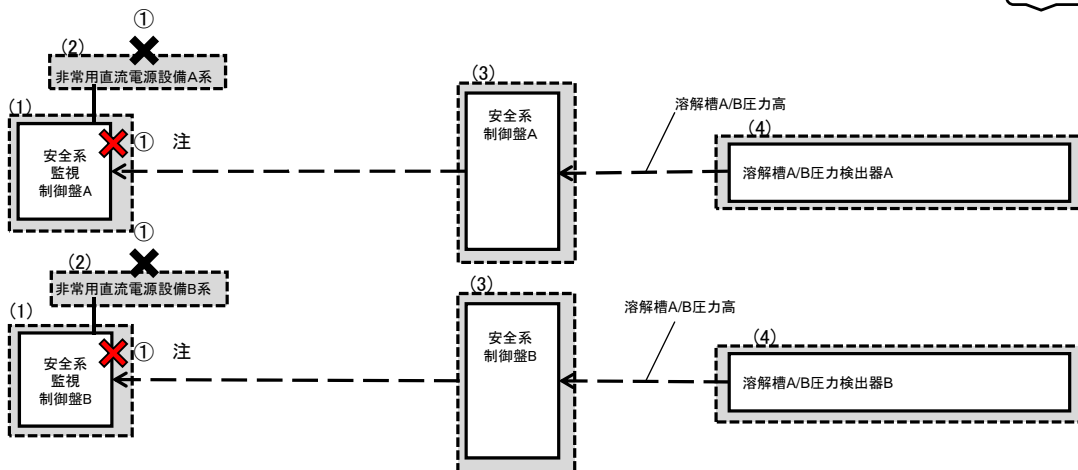 ①
(2)
非常用直流電源設備A系
(1)
① 注
安全系
監視
制御盤A
(3)
安全系
制御盤A
溶解槽A/B圧力高
(4)
溶解槽A/B圧力検出器A
①
(2)
非常用直流電源設備B系
(1)
① 注
安全系
監視
制御盤B
(3)
安全系
制御盤B
溶解槽A/B圧力高
(4)
溶解槽A/B圧力検出器B